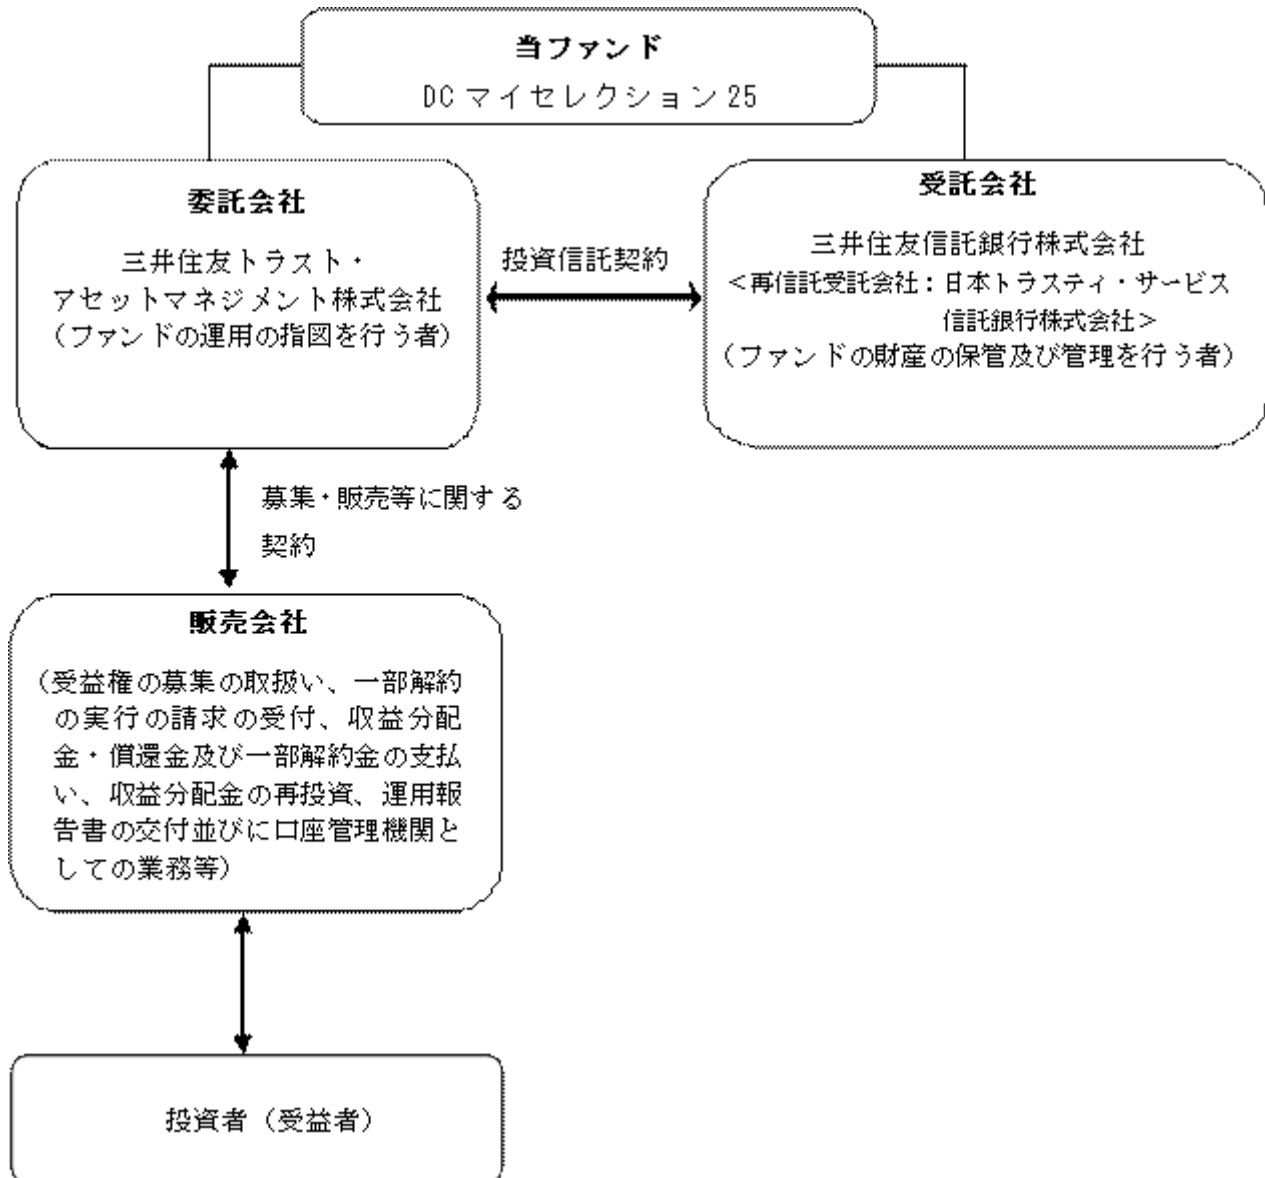 当ファンド
DCマイセレクション25
委託会社
三井住友トラスト・
アセットマネジメント株式会社
(ファンドの運用の指図を行う者)
投資信託契約
受託会社
三井住友信託銀行株式会社
<再信託受託会社:日本トラスティ・サービス
信託銀行株式会社>
(ファンドの財産の保管及び管理を行う者)
募集・販売等に関する
契約
販売会社
(受益権の募集の取扱い、一部解約
の実行の請求の受付、収益分配
金・償還金及び一部解約金の支払
い、収益分配金の再投資、運用報
告書の交付並びに口座管理機関と
しての業務等)
投資者(受益者)